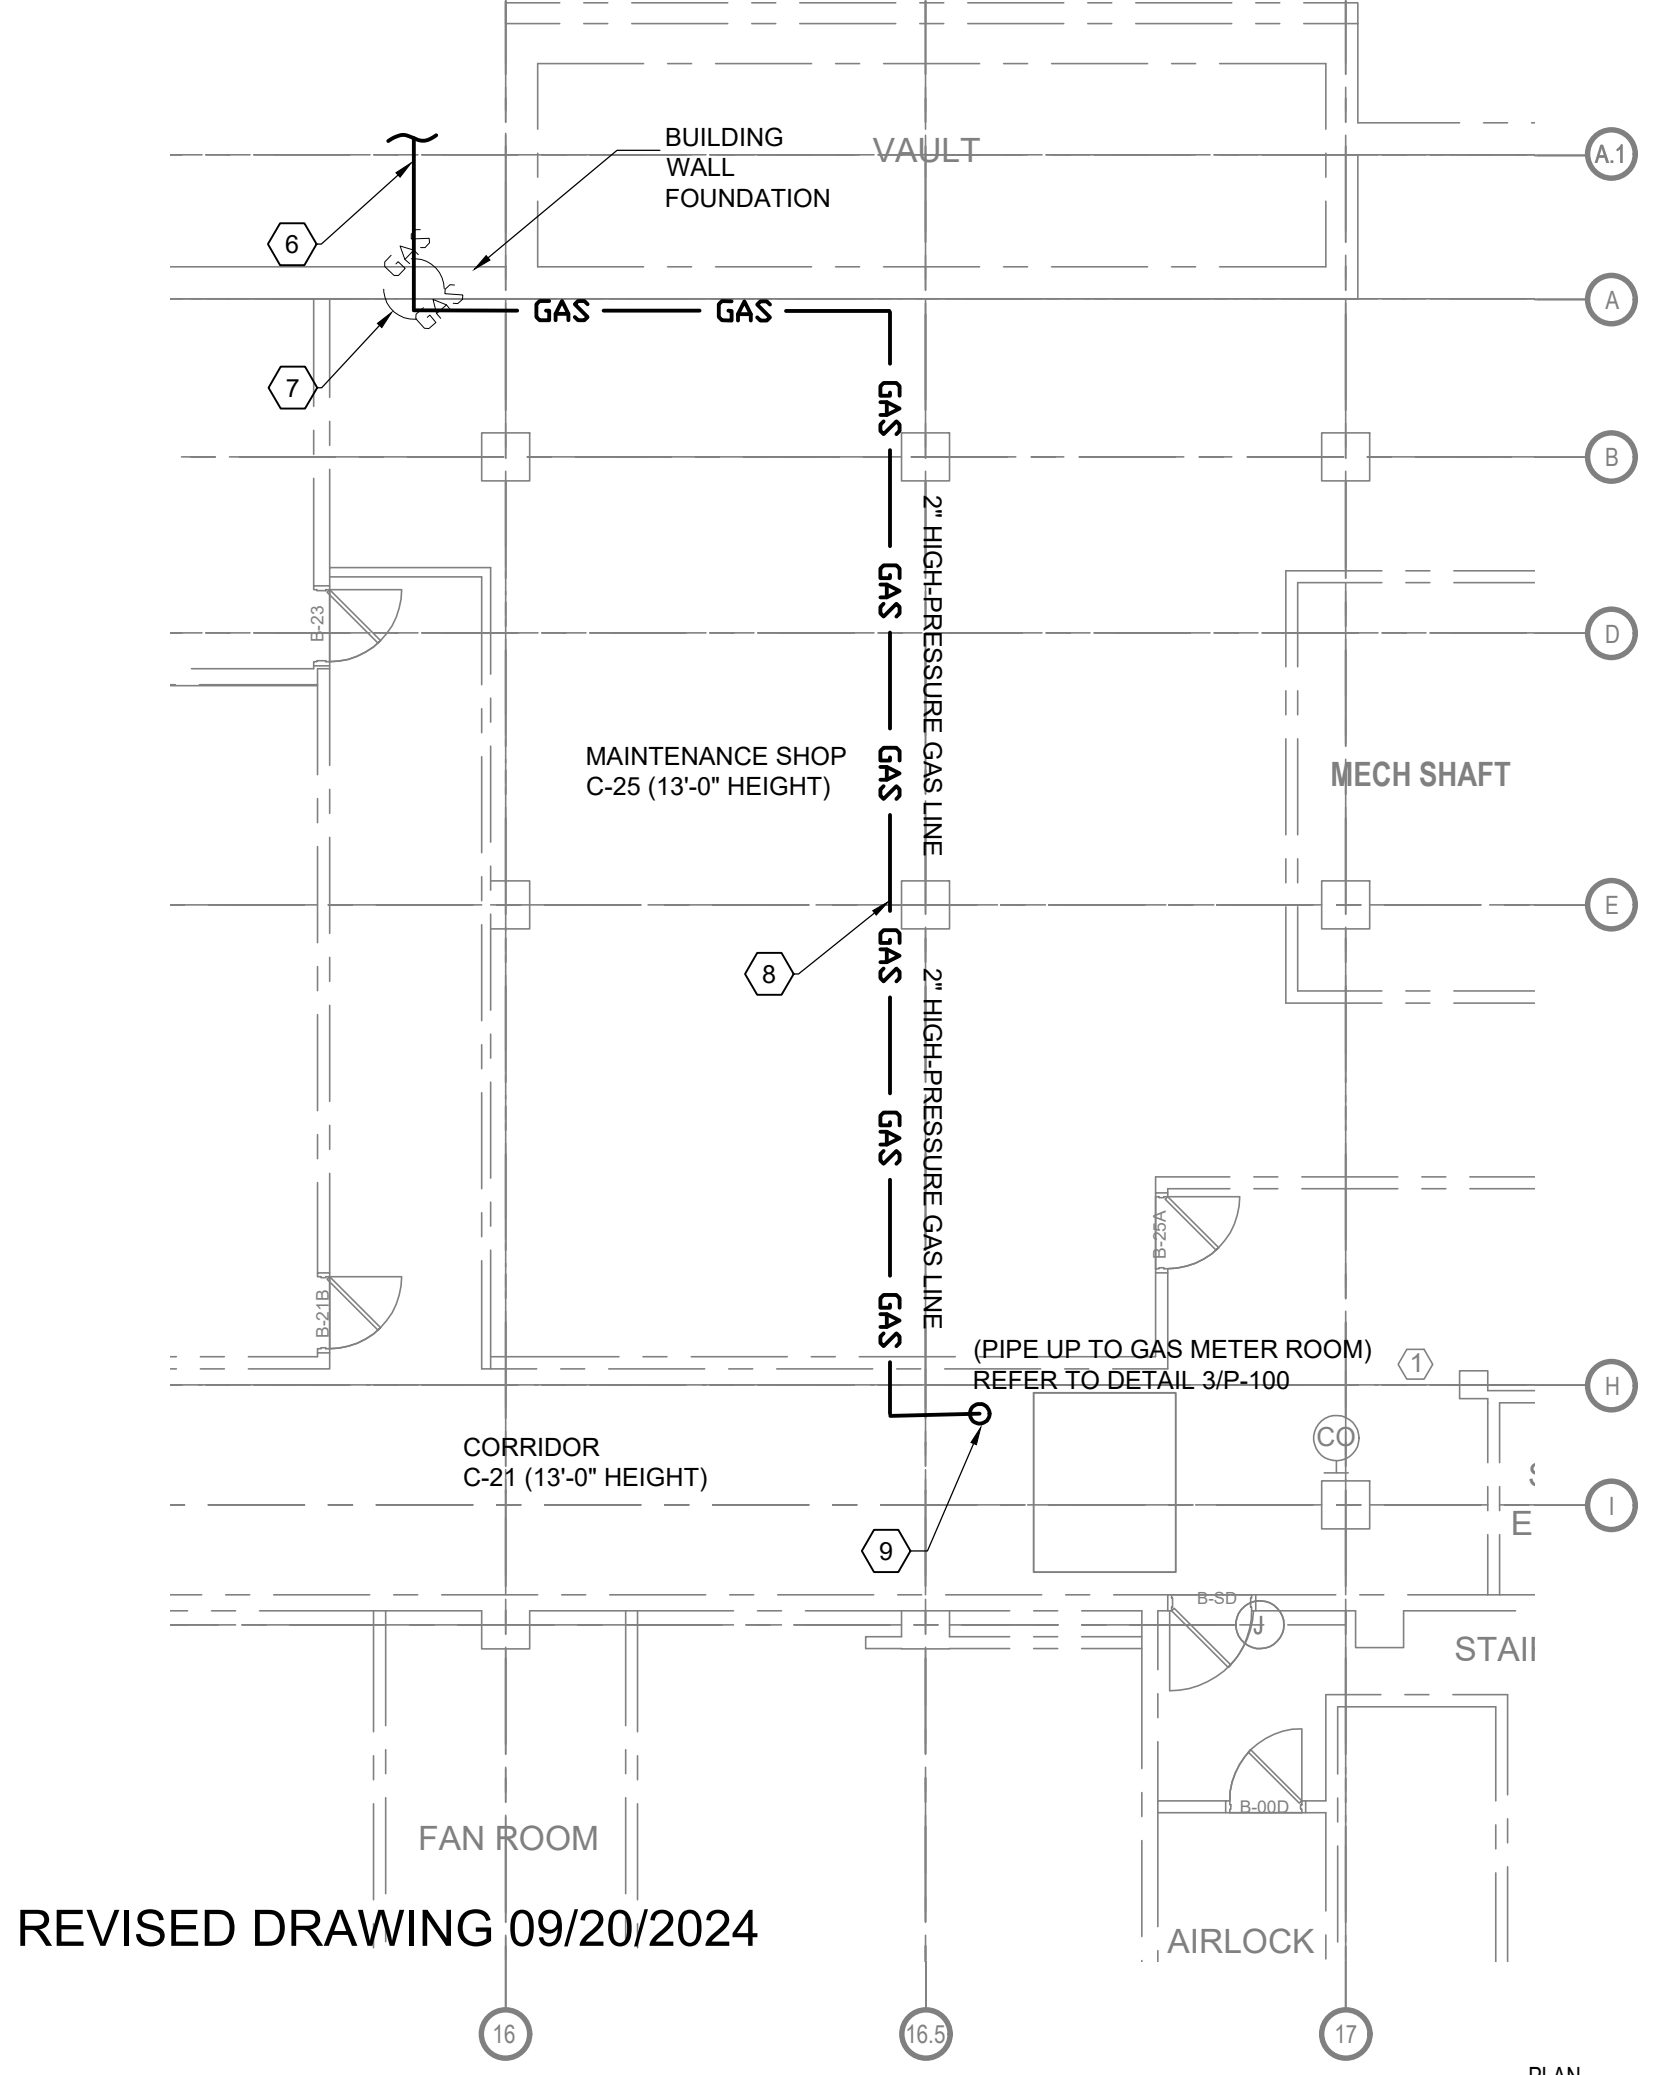 BUILDING
WALL
FOUNDATION
VAULT
A.1
6
GAS
GAS
A
GAS
GAS
7
GAS
B
2" HIGH-PRESSURE GAS LINE
GAS
B-23
D
MAINTENANCE SHOP
C-25 (13'-0" HEIGHT)
GAS
MECH SHAFT
E
8
GAS
2" HIGH-PRESSURE GAS LINE
GAS
B-25A
B-21B
GAS
(PIPE UP TO GAS METER ROOM)
REFER TO DETAIL 3/P-100
1
H
CORRIDOR
C-21 (13'-0" HEIGHT)
CO
I
E
9
B-SD
J
STAI
B-00D
FAN ROOM
REVISED DRAWING 09/20/2024
AIRLOCK
16
16.5
17
PLAN